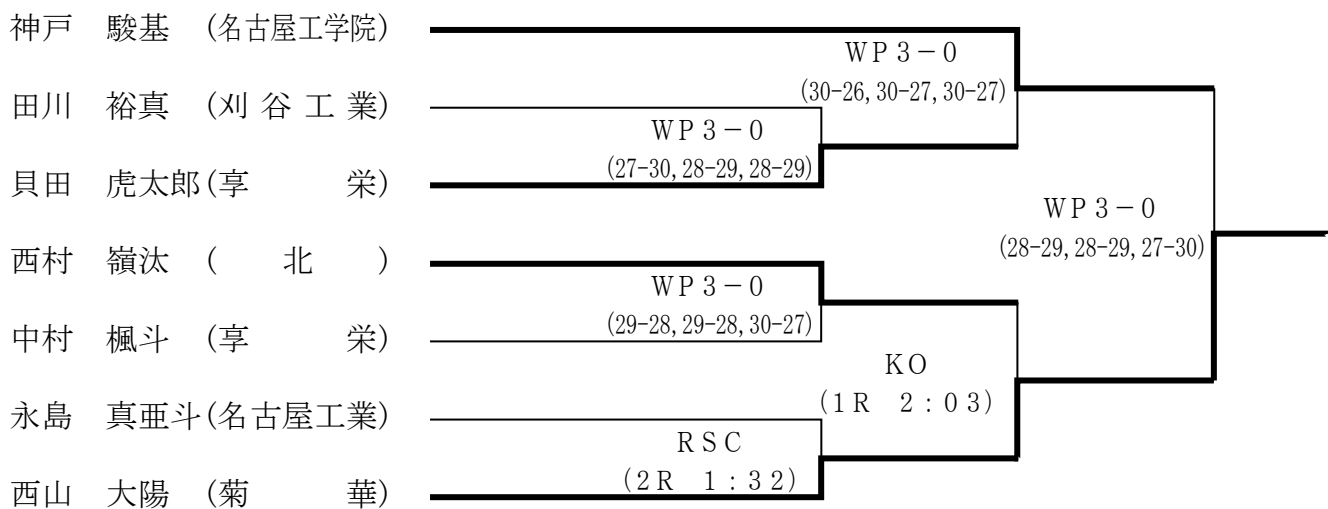 神戸 駿基 (名古屋工学院)
WP3-0
(30-26, 30-27, 30-27)
田川 裕真 (刈谷工業)
WP3-0
(27-30, 28-29, 28-29)
貝田 虎太郎(享 栄)
WP3-0
(28-29, 28-29, 27-30)
西村 嶺汰 ( 北 )
WP3-0
(29-28, 29-28, 30-27)
中村 楓斗 (享 栄)
KO
(1R 2:03)
永島 真亜斗(名古屋工業)
RSC
(2R 1:32)
西山 大陽 (菊 華)